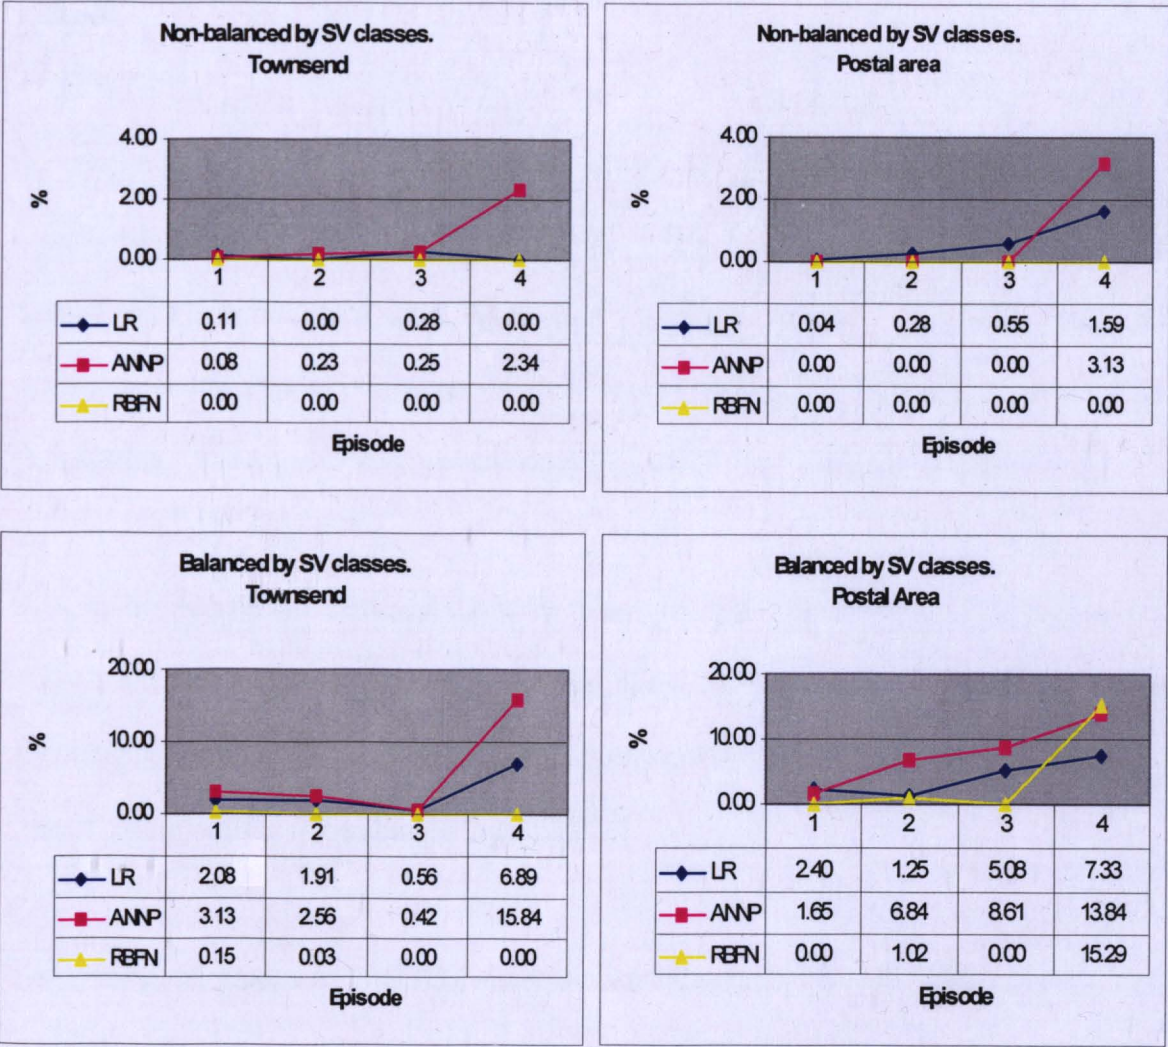 Non-balanced by SV classes.
Townsend
4.00
2.00
0.00
%
1 2 3 4
LR 0.11 0.00 0.28 0.00
ANNP 0.08 0.23 0.25 2.34
RBFN 0.00 0.00 0.00 0.00
Episode
Non-balanced by SV classes.
Postal area
4.00
2.00
0.00
%
1 2 3 4
LR 0.04 0.28 0.55 1.59
ANNP 0.00 0.00 0.00 3.13
RBFN 0.00 0.00 0.00 0.00
Episode
Balanced by SV classes.
Townsend
20.00
10.00
0.00
%
1 2 3 4
LR 2.08 1.91 0.56 6.89
ANNP 3.13 2.56 0.42 15.84
RBFN 0.15 0.03 0.00 0.00
Episode
Balanced by SV classes.
Postal Area
20.00
10.00
0.00
%
1 2 3 4
LR 2.40 1.25 5.08 7.33
ANNP 1.65 6.84 8.61 13.84
RBFN 0.00 1.02 0.00 15.29
Episode